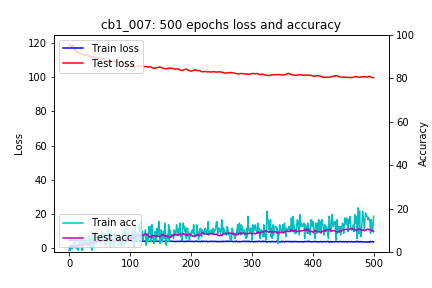 cb1_007: 500 epochs loss and accuracy
120
100
80
60
40
20
0
Loss
Train loss
Test loss
Train acc
Test acc
100
80
60
40
20
0
Accuracy
0
100
200
300
400
500